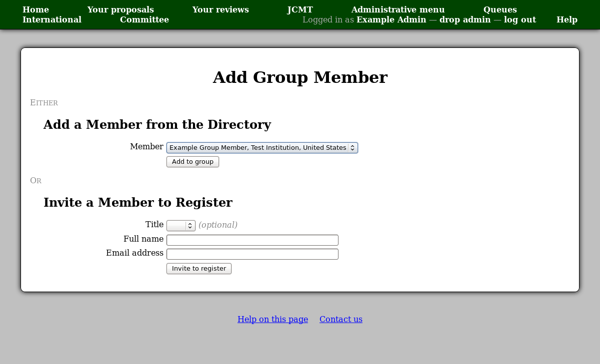 Home Your proposals Your reviews JCMT Administrative menu Queues
International Committee Logged in as Example Admin — drop admin — log out Help
Add Group Member
EITHER
Add a Member from the Directory
Member Example Group Member, Test Institution, United States
Add to group
OR
Invite a Member to Register
Title (optional)
Full name
Email address
Invite to register
Help on this page Contact us